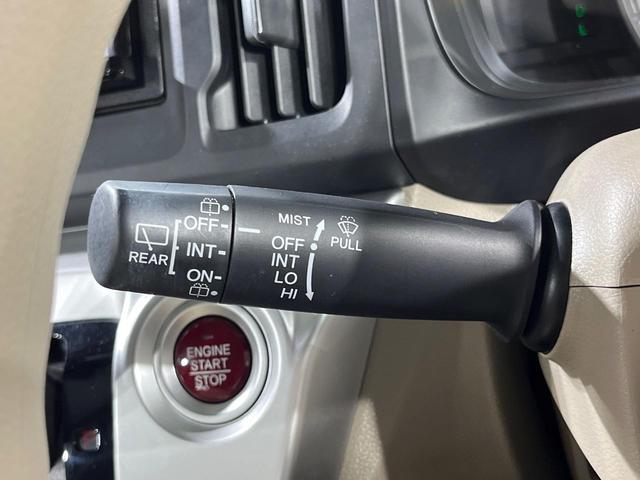 OFF
INT
ON
REAR
MIST
OFF
INT
LO
HI
PULL
ENGINE
START
STOP